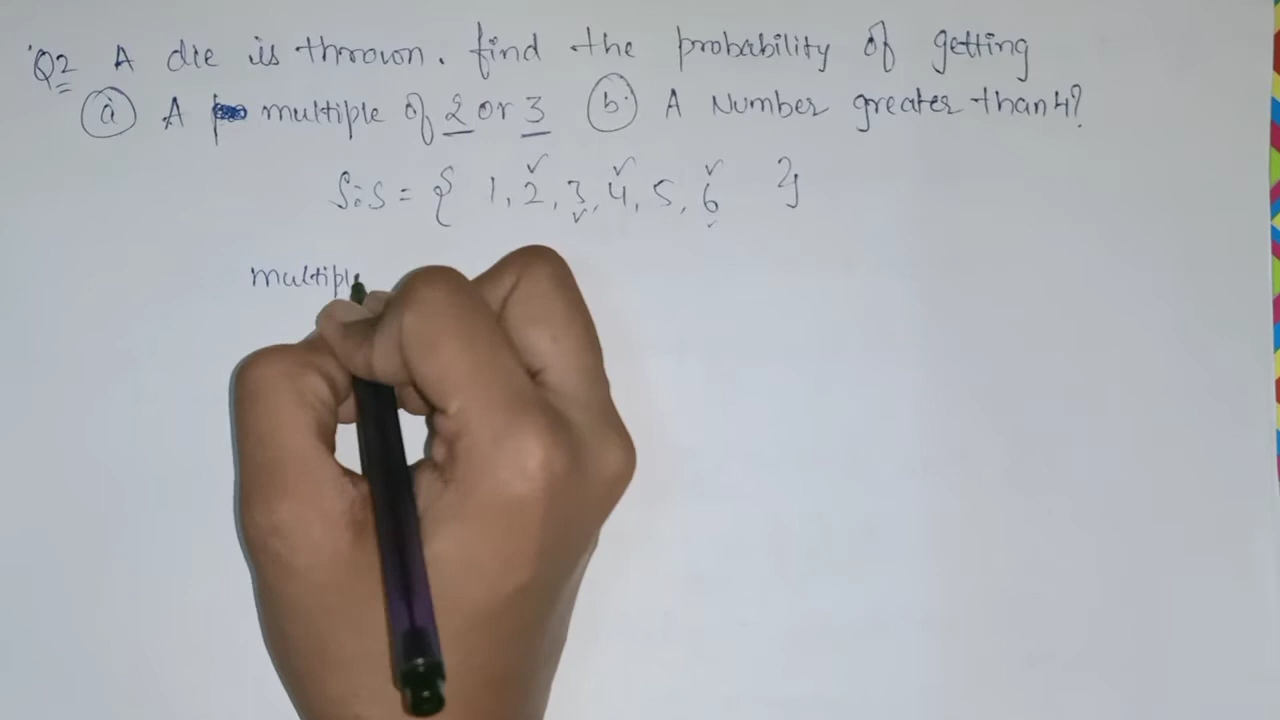 Q2 A die is thrown. find the probability of getting
(a) A multiple of 2 or 3 (b) A Number greater than 4?
S.S = { 1, 2, 3, 4, 5, 6 }
multiple